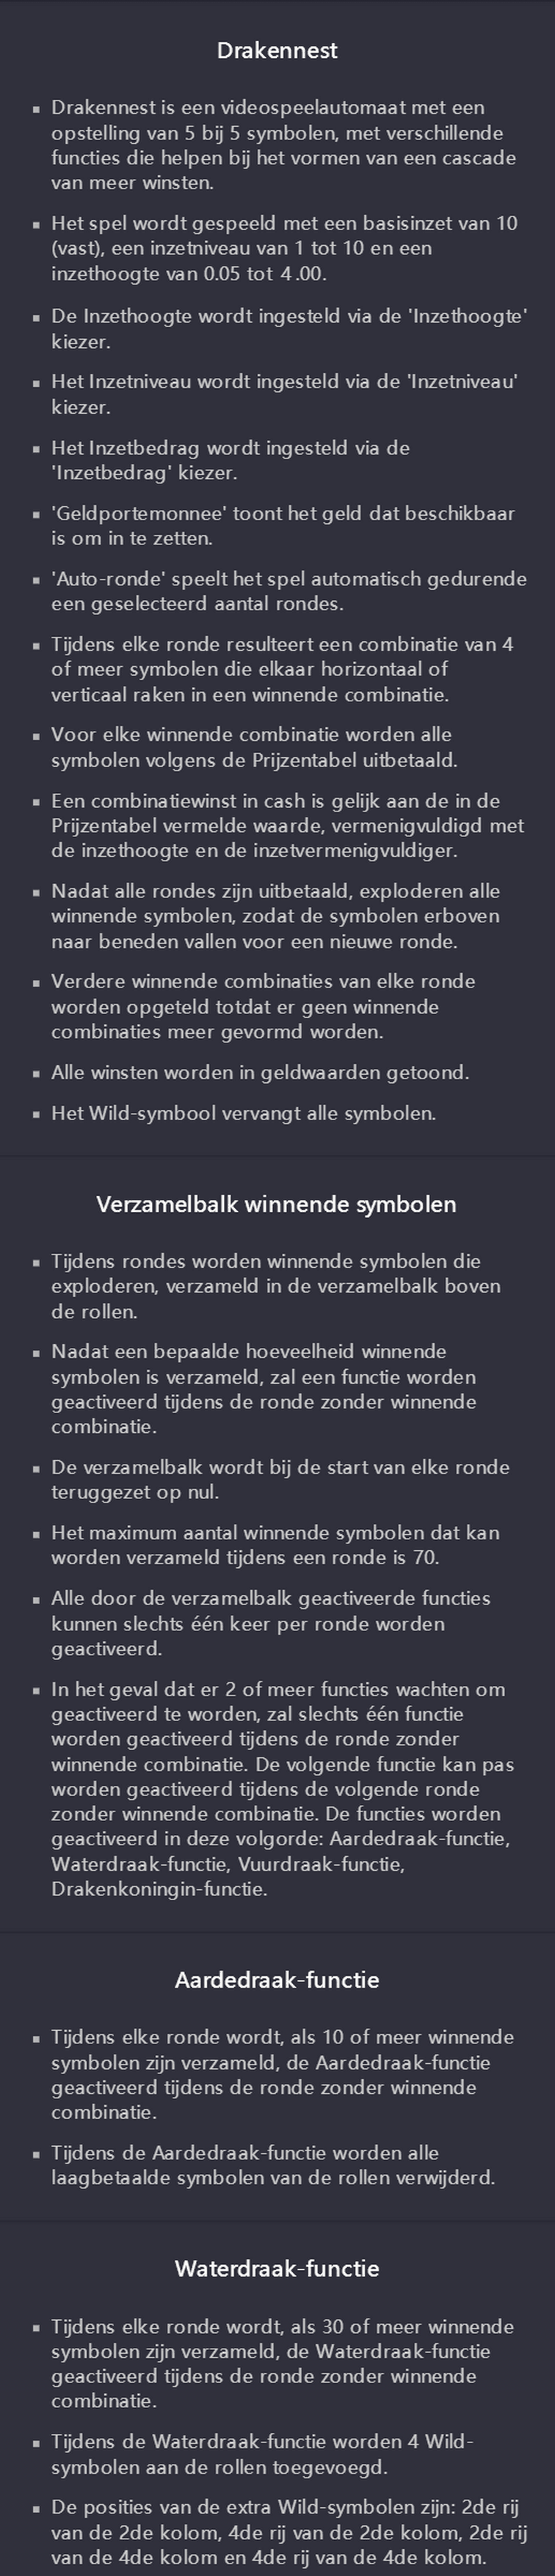 Drakennest
▪ Drakennest is een videospeelautomaat met een
opstelling van 5 bij 5 symbolen, met verschillende
functies die helpen bij het vormen van een cascade
van meer winsten.
▪ Het spel wordt gespeeld met een basisinzet van 10
(vast), een inzetniveau van 1 tot 10 en een
inzethoogte van 0.05 tot 4.00.
▪ De Inzethoogte wordt ingesteld via de 'Inzethoogte'
kiezer.
▪ Het Inzetniveau wordt ingesteld via de 'Inzetniveau'
kiezer.
▪ Het Inzetbedrag wordt ingesteld via de
'Inzetbedrag' kiezer.
▪ 'Geldportemonnee' toont het geld dat beschikbaar
is om in te zetten.
▪ 'Auto-ronde' speelt het spel automatisch gedurende
een geselecteerd aantal rondes.
▪ Tijdens elke ronde resulteert een combinatie van 4
of meer symbolen die elkaar horizontaal of
verticaal raken in een winnende combinatie.
▪ Voor elke winnende combinatie worden alle
symbolen volgens de Prijzentabel uitbetaald.
▪ Een combinatiewinst in cash is gelijk aan de in de
Prijzentabel vermelde waarde, vermenigvuldigd met
de inzethoogte en de inzetvermenigvuldiger.
▪ Nadat alle rondes zijn uitbetaald, exploderen alle
winnende symbolen, zodat de symbolen erboven
naar beneden vallen voor een nieuwe ronde.
▪ Verdere winnende combinaties van elke ronde
worden opgeteld totdat er geen winnende
combinaties meer gevormd worden.
▪ Alle winsten worden in geldwaarden getoond.
▪ Het Wild-symbool vervangt alle symbolen.
Verzamelbalk winnende symbolen
▪ Tijdens rondes worden winnende symbolen die
exploderen, verzameld in de verzamelbalk boven
de rollen.
▪ Nadat een bepaalde hoeveelheid winnende
symbolen is verzameld, zal een functie worden
geactiveerd tijdens de ronde zonder winnende
combinatie.
▪ De verzamelbalk wordt bij de start van elke ronde
teruggezet op nul.
▪ Het maximum aantal winnende symbolen dat kan
worden verzameld tijdens een ronde is 70.
▪ Alle door de verzamelbalk geactiveerde functies
kunnen slechts één keer per ronde worden
geactiveerd.
▪ In het geval dat er 2 of meer functies wachten om
geactiveerd te worden, zal slechts één functie
worden geactiveerd tijdens de ronde zonder
winnende combinatie. De volgende functie kan pas
worden geactiveerd tijdens de volgende ronde
zonder winnende combinatie. De functies worden
geactiveerd in deze volgorde: Aardedraak-functie,
Waterdraak-functie, Vuurdraak-functie,
Drakenkoningin-functie.
Aardedraak-functie
▪ Tijdens elke ronde wordt, als 10 of meer winnende
symbolen zijn verzameld, de Aardedraak-functie
geactiveerd tijdens de ronde zonder winnende
combinatie.
▪ Tijdens de Aardedraak-functie worden alle
laagbetaalde symbolen van de rollen verwijderd.
Waterdraak-functie
▪ Tijdens elke ronde wordt, als 30 of meer winnende
symbolen zijn verzameld, de Waterdraak-functie
geactiveerd tijdens de ronde zonder winnende
combinatie.
▪ Tijdens de Waterdraak-functie worden 4 Wild-
symbolen aan de rollen toegevoegd.
▪ De posities van de extra Wild-symbolen zijn: 2de rij
van de 2de kolom, 4de rij van de 2de kolom, 2de rij
van de 4de kolom en 4de rij van de 4de kolom.